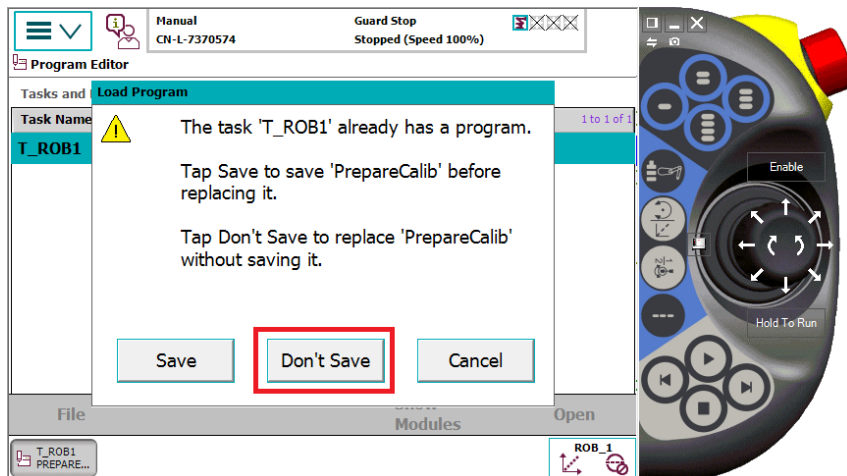 Manual
CN-L-7370574
Guard Stop
Stopped (Speed 100%)
Program Editor
Tasks and
Load Program
Task Name
1 to 1 of 1
T_ROB1
The task 'T_ROB1' already has a program.
Tap Save to save 'PrepareCalib' before
replacing it.
Tap Don't Save to replace 'PrepareCalib'
without saving it.
Save
Don't Save
Cancel
File
Modules
Open
T_ROB1
PREPARE...
ROB_1
Enable
Hold To Run